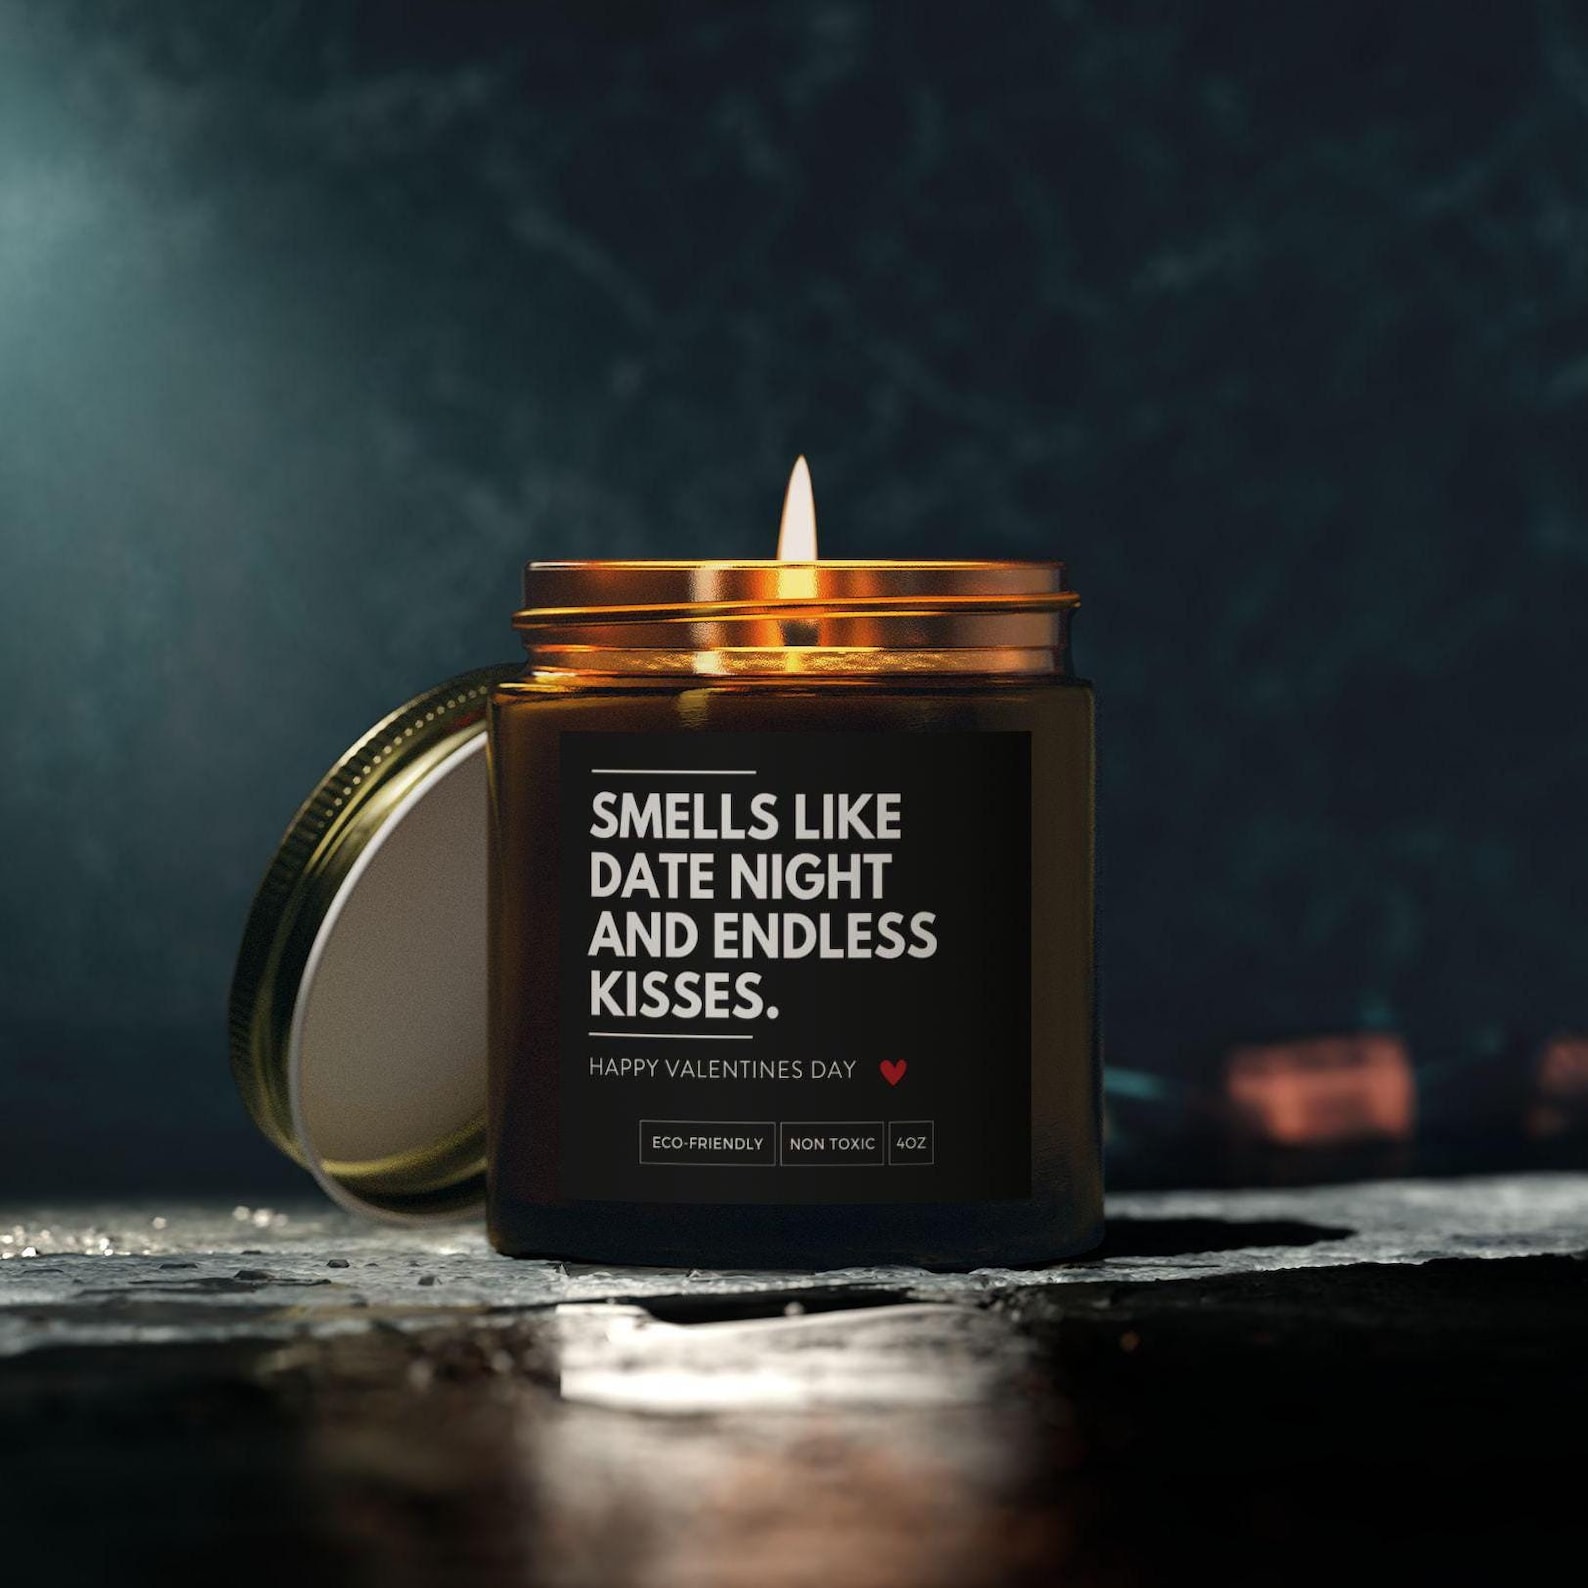 SMELLS LIKE
DATE NIGHT
AND ENDLESS
KISSES.
HAPPY VALENTINES DAY
ECO-FRIENDLY NON TOXIC 4OZ